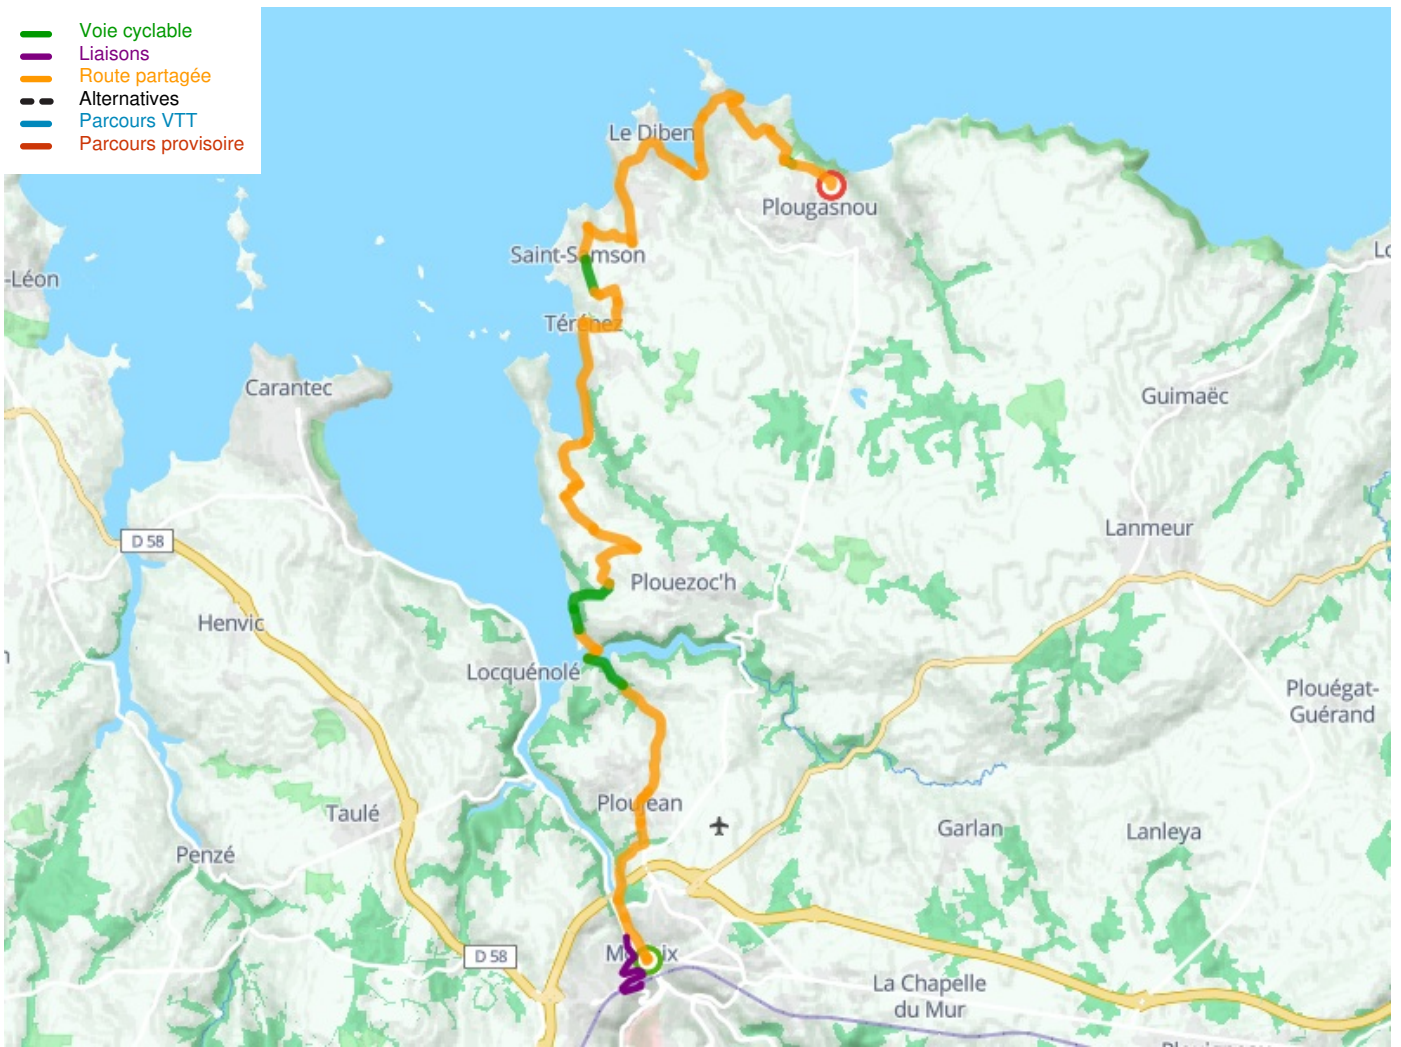 Voie cyclable
Liaisons
Route partagée
Alternatives
Parcours VTT
Parcours provisoire
Le Diben
Plougasnou
Saint-Samson
-Léon
Térénez
Carantec
Guimaëc
D 58
Lanmeur
Plouezoc'h
Henvic
Locquénolé
Plouégat-
Guérand
Ploujean
Taulé
Garlan
Lanleya
Penzé
D 58
La Chapelle
du Mur